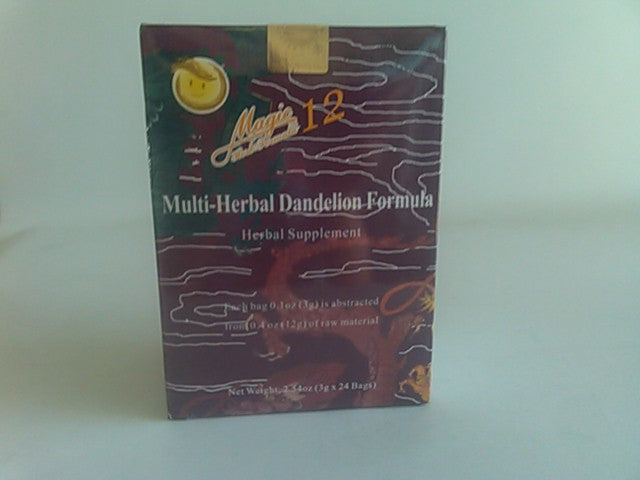 Magic 12
Multi-Herbal Dandelion Formula
Herbal Supplement
Each bag 0.1oz (3g) is abstracted
from 0.4 oz (12g) of raw material
Net Weight, 2.54oz (3g x 24 Bags)